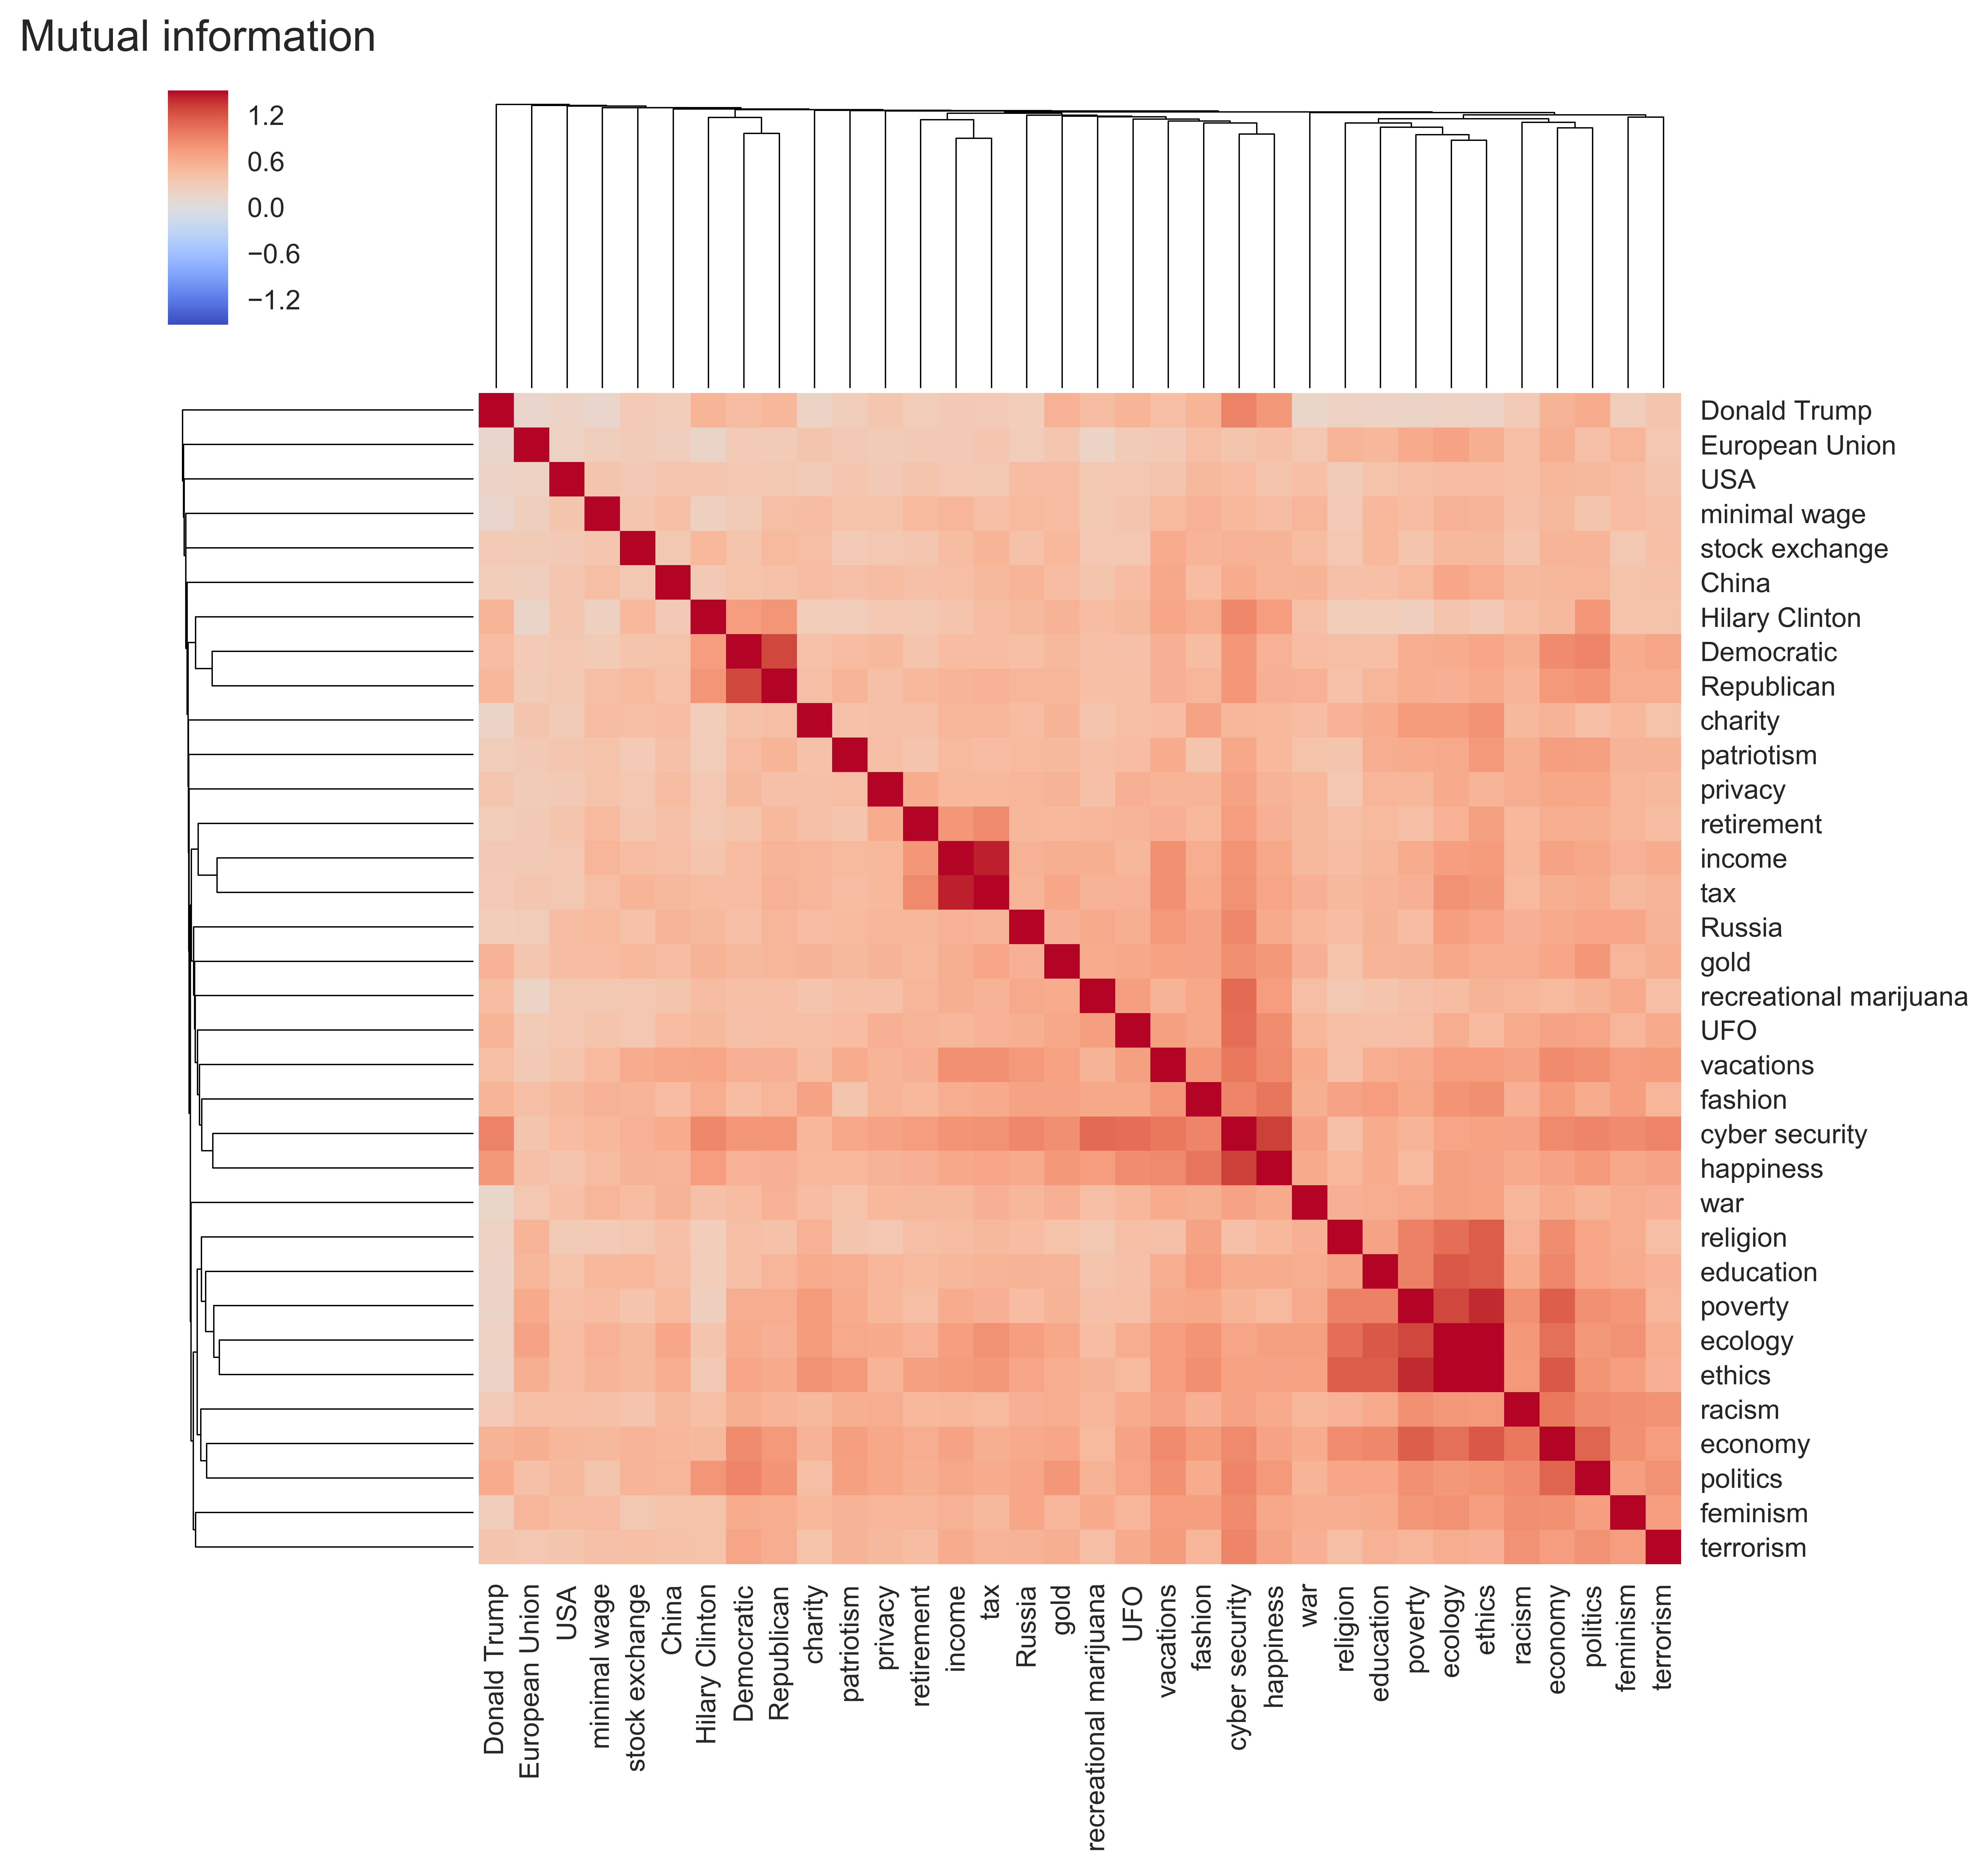 Mutual information
1.2
0.6
0.0
−0.6
−1.2
Donald Trump
European Union
USA
minimal wage
stock exchange
China
Hilary Clinton
Democratic
Republican
charity
patriotism
privacy
retirement
income
tax
Russia
gold
recreational marijuana
UFO
vacations
fashion
cyber security
happiness
war
religion
education
poverty
ecology
ethics
racism
economy
politics
feminism
terrorism
Donald Trump
European Union
USA
minimal wage
stock exchange
China
Hilary Clinton
Democratic
Republican
charity
patriotism
privacy
retirement
income
tax
Russia
gold
recreational marijuana
UFO
vacations
fashion
cyber security
happiness
war
religion
education
poverty
ecology
ethics
racism
economy
politics
feminism
terrorism